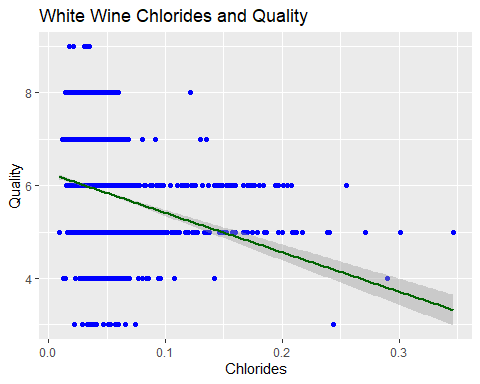 White Wine Chlorides and Quality
Quality
8
6
4
0.0 0.1 0.2 0.3
Chlorides